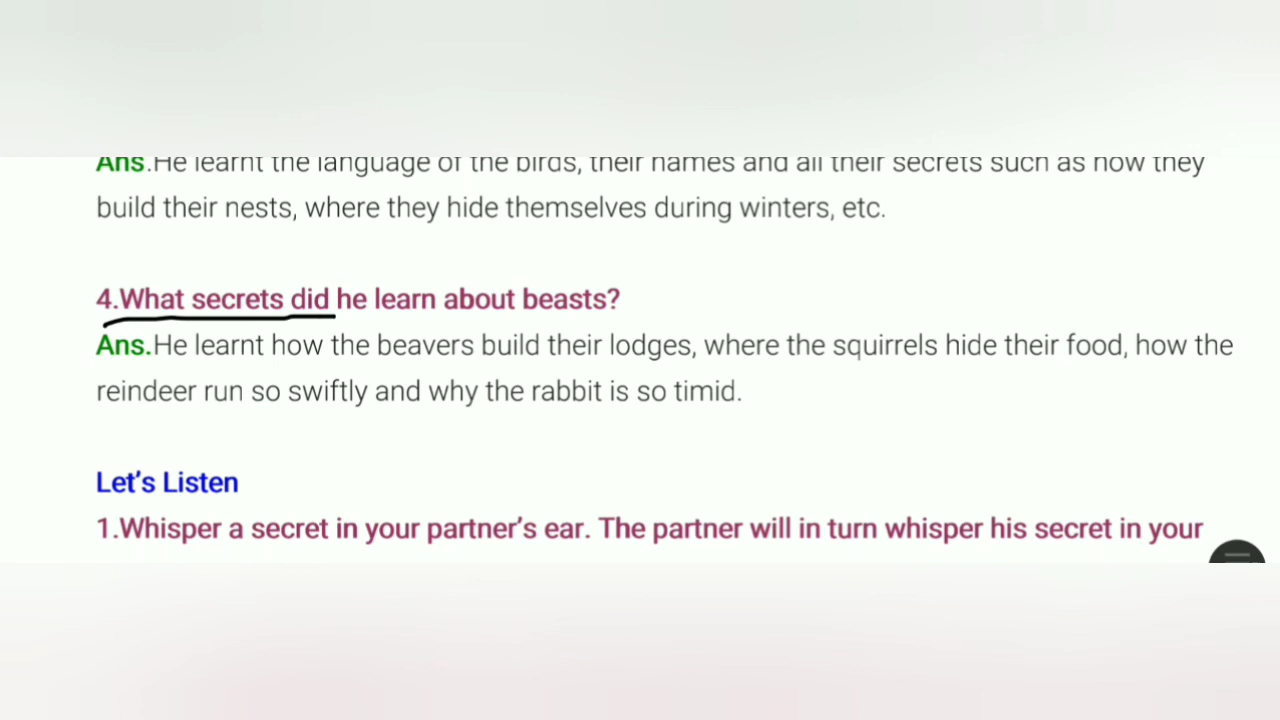 Ans.He learnt the language of the birds, their names and all their secrets such as how they
build their nests, where they hide themselves during winters, etc.
4.What secrets did he learn about beasts?
Ans.He learnt how the beavers build their lodges, where the squirrels hide their food, how the
reindeer run so swiftly and why the rabbit is so timid.
Let’s Listen
1.Whisper a secret in your partner’s ear. The partner will in turn whisper his secret in your